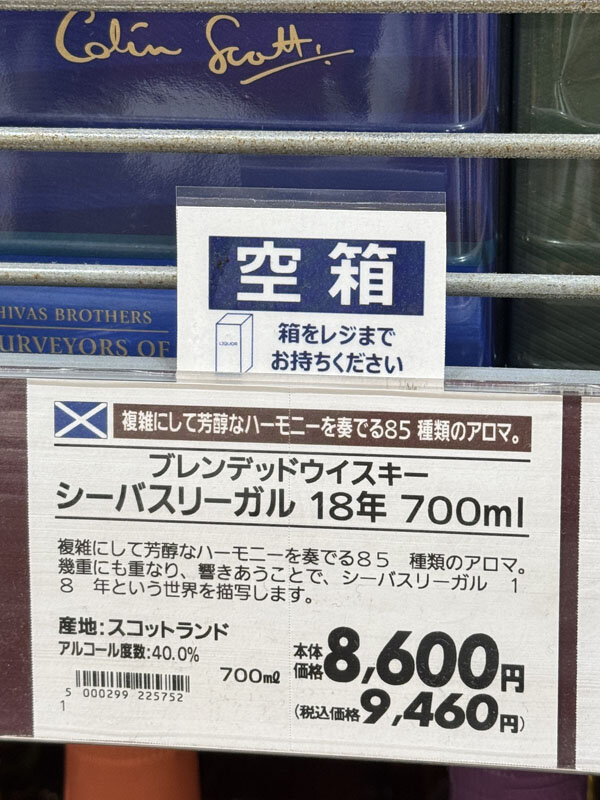 Colin Scott.
空箱
LIQUOR
箱をレジまで
お持ちください
HIVAS BROTHERS
URVEYORS OF
複雑にして芳醇なハーモニーを奏でる85 種類のアロマ。
ブレンデッドウイスキー
シーバスリーガル 18年 700ml
複雑にして芳醇なハーモニーを奏でる85 種類のアロマ。
幾重にも重なり、響きあうことで、シーバスリーガル 1
8 年という世界を描写します。
産地:スコットランド
アルコール度数:40.0%
700mℓ
本体価格8,600円
(税込価格9,460円)
5 000299 225752
1